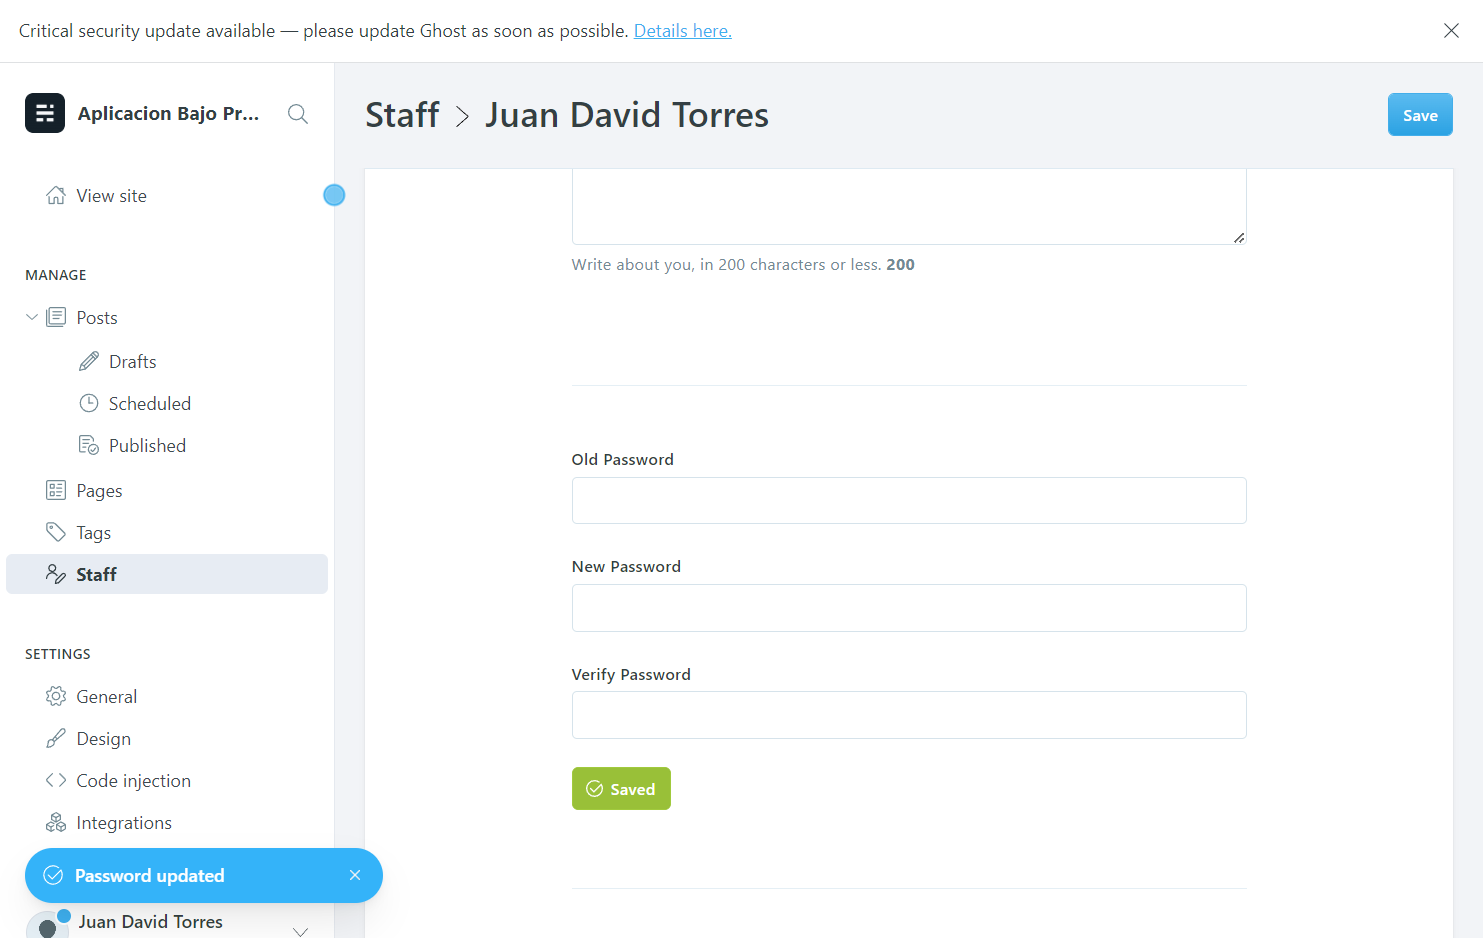 Critical security update available — please update Ghost as soon as possible. Details here.
Aplicacion Bajo Pr...
Staff > Juan David Torres
Save
View site
Write about you, in 200 characters or less. 200
MANAGE
Posts
Drafts
Scheduled
Published
Pages
Tags
Staff
Old Password
New Password
Verify Password
Saved
SETTINGS
General
Design
Code injection
Integrations
Password updated
Juan David Torres